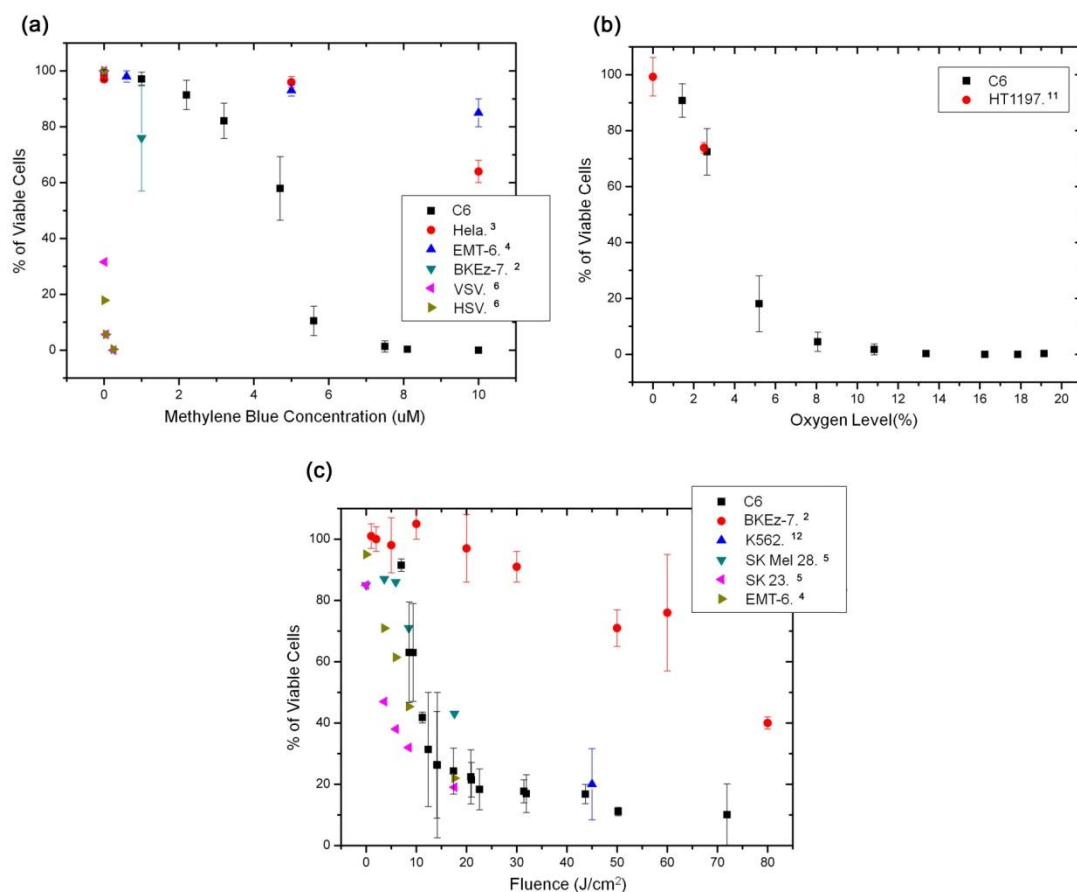 (a)
100
80
60
40
20
0
% of Viable Cells
0 2 4 6 8 10
Methylene Blue Concentration (uM)
C6
Hela. 3
EMT-6. 4
BKEz-7. 2
VSV. 6
HSV. 6
(b)
100
80
60
40
20
0
% of Viable Cells
0 2 4 6 8 10 12 14 16 18 20
Oxygen Level(%)
C6
HT1197. 11
(c)
100
80
60
40
20
0
% of Viable Cells
0 10 20 30 40 50 60 70 80
Fluence (J/cm²)
C6
BKEz-7. 2
K562. 12
SK Mel 28. 5
SK 23. 5
EMT-6. 4